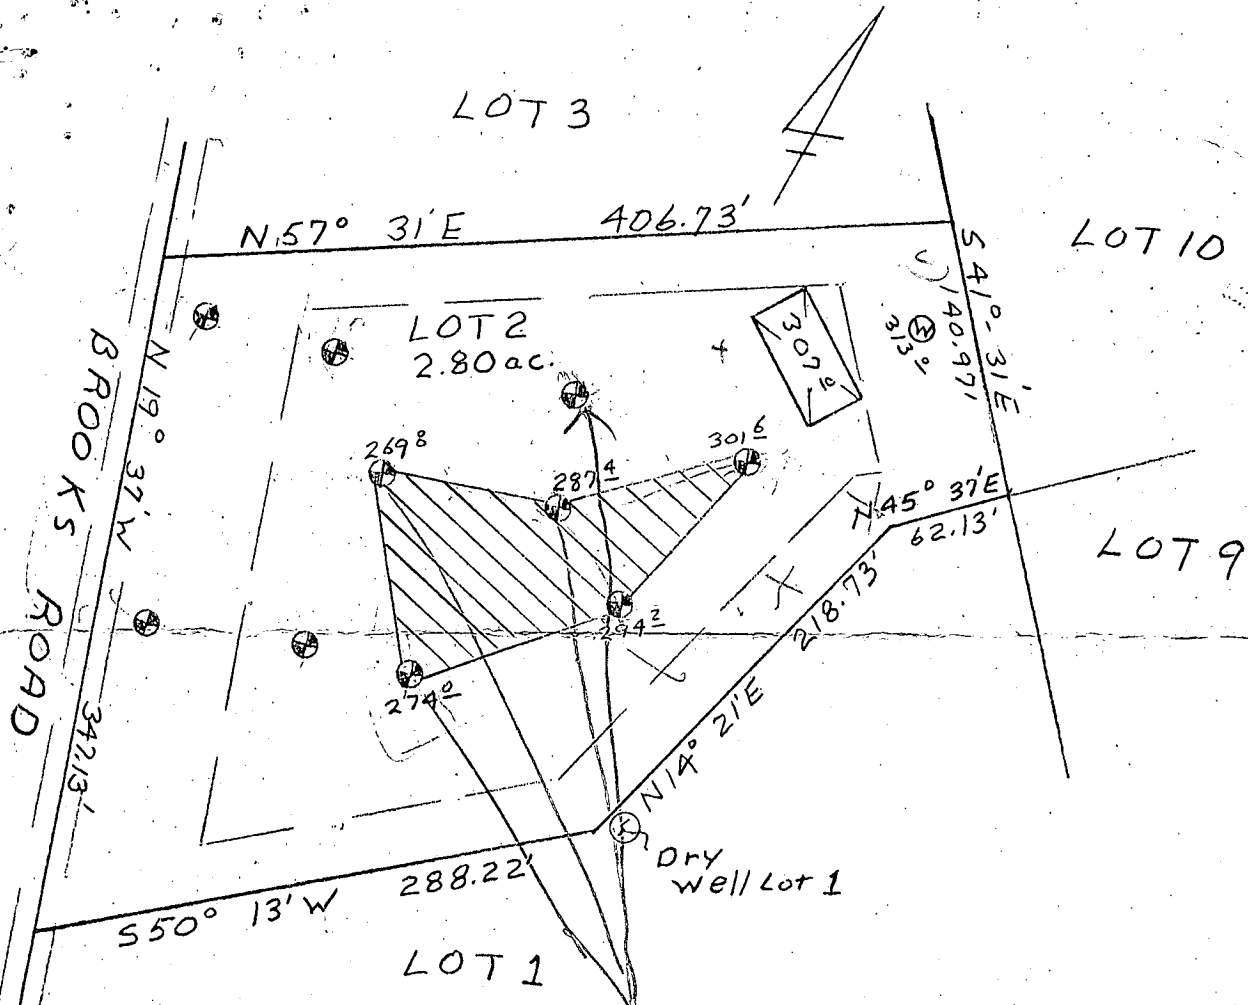 LOT 3
N 57° 31' E 406.73'
LOT 10
S 41° 31' E
140.97'
W
313 0
LOT 2
2.80 ac.
307 10
BROOKS ROAD
N 19° 37' W 347.13'
269 8
287 4
301 6
N 45° 37' E
62.13'
LOT 9
294 2
274 0
218.73'
N 14° 21' E
Dry
Well Lot 1
288.22'
S 50° 13' W
LOT 1